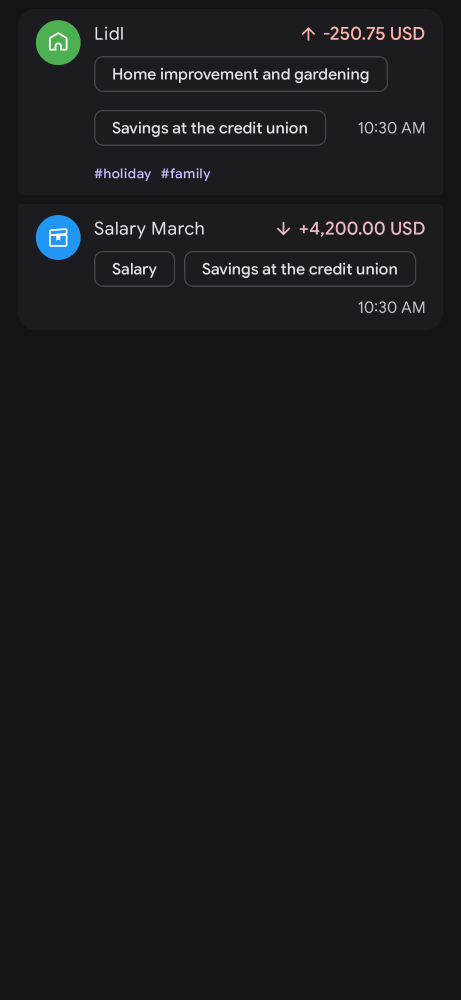 Lidl -250.75 USD
Home improvement and gardening
Savings at the credit union 10:30 AM
#holiday #family
Salary March +4,200.00 USD
Salary Savings at the credit union
10:30 AM